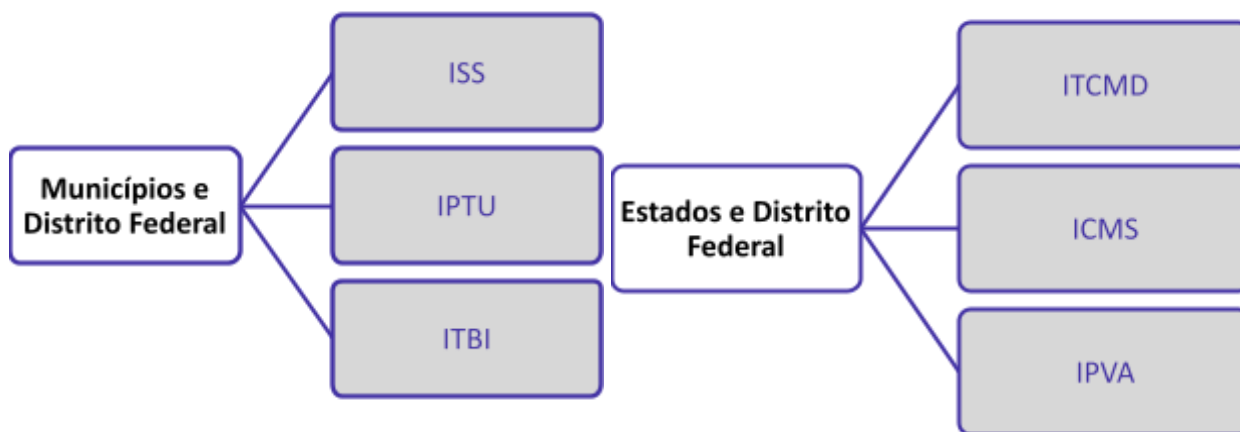 Municípios e
Distrito Federal
ISS
IPTU
ITBI
Estados e Distrito
Federal
ITCMD
ICMS
IPVA